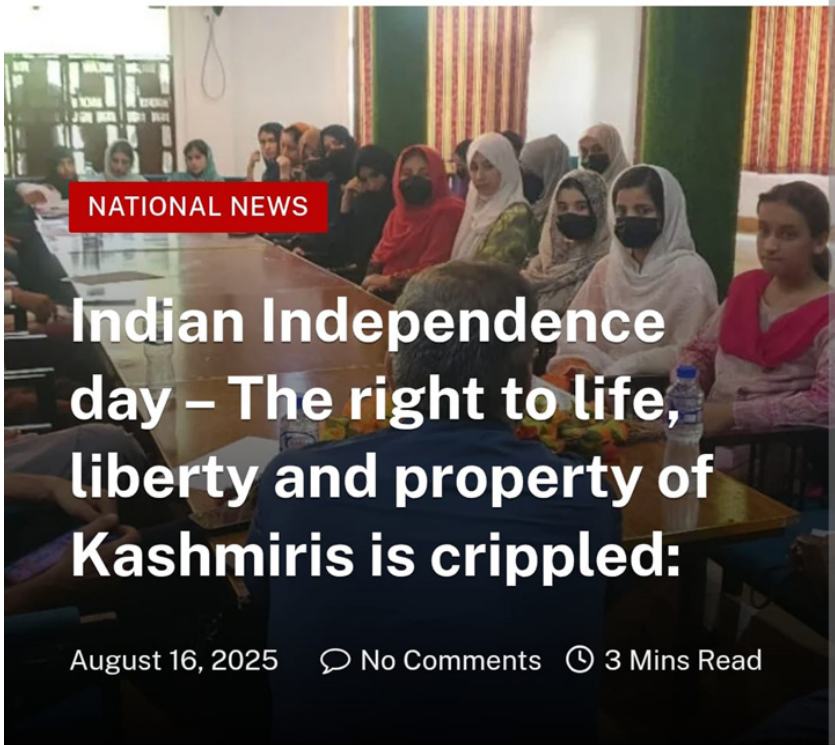 NATIONAL NEWS
Indian Independence
day – The right to life,
liberty and property of
Kashmiris is crippled:
August 16, 2025 No Comments 3 Mins Read